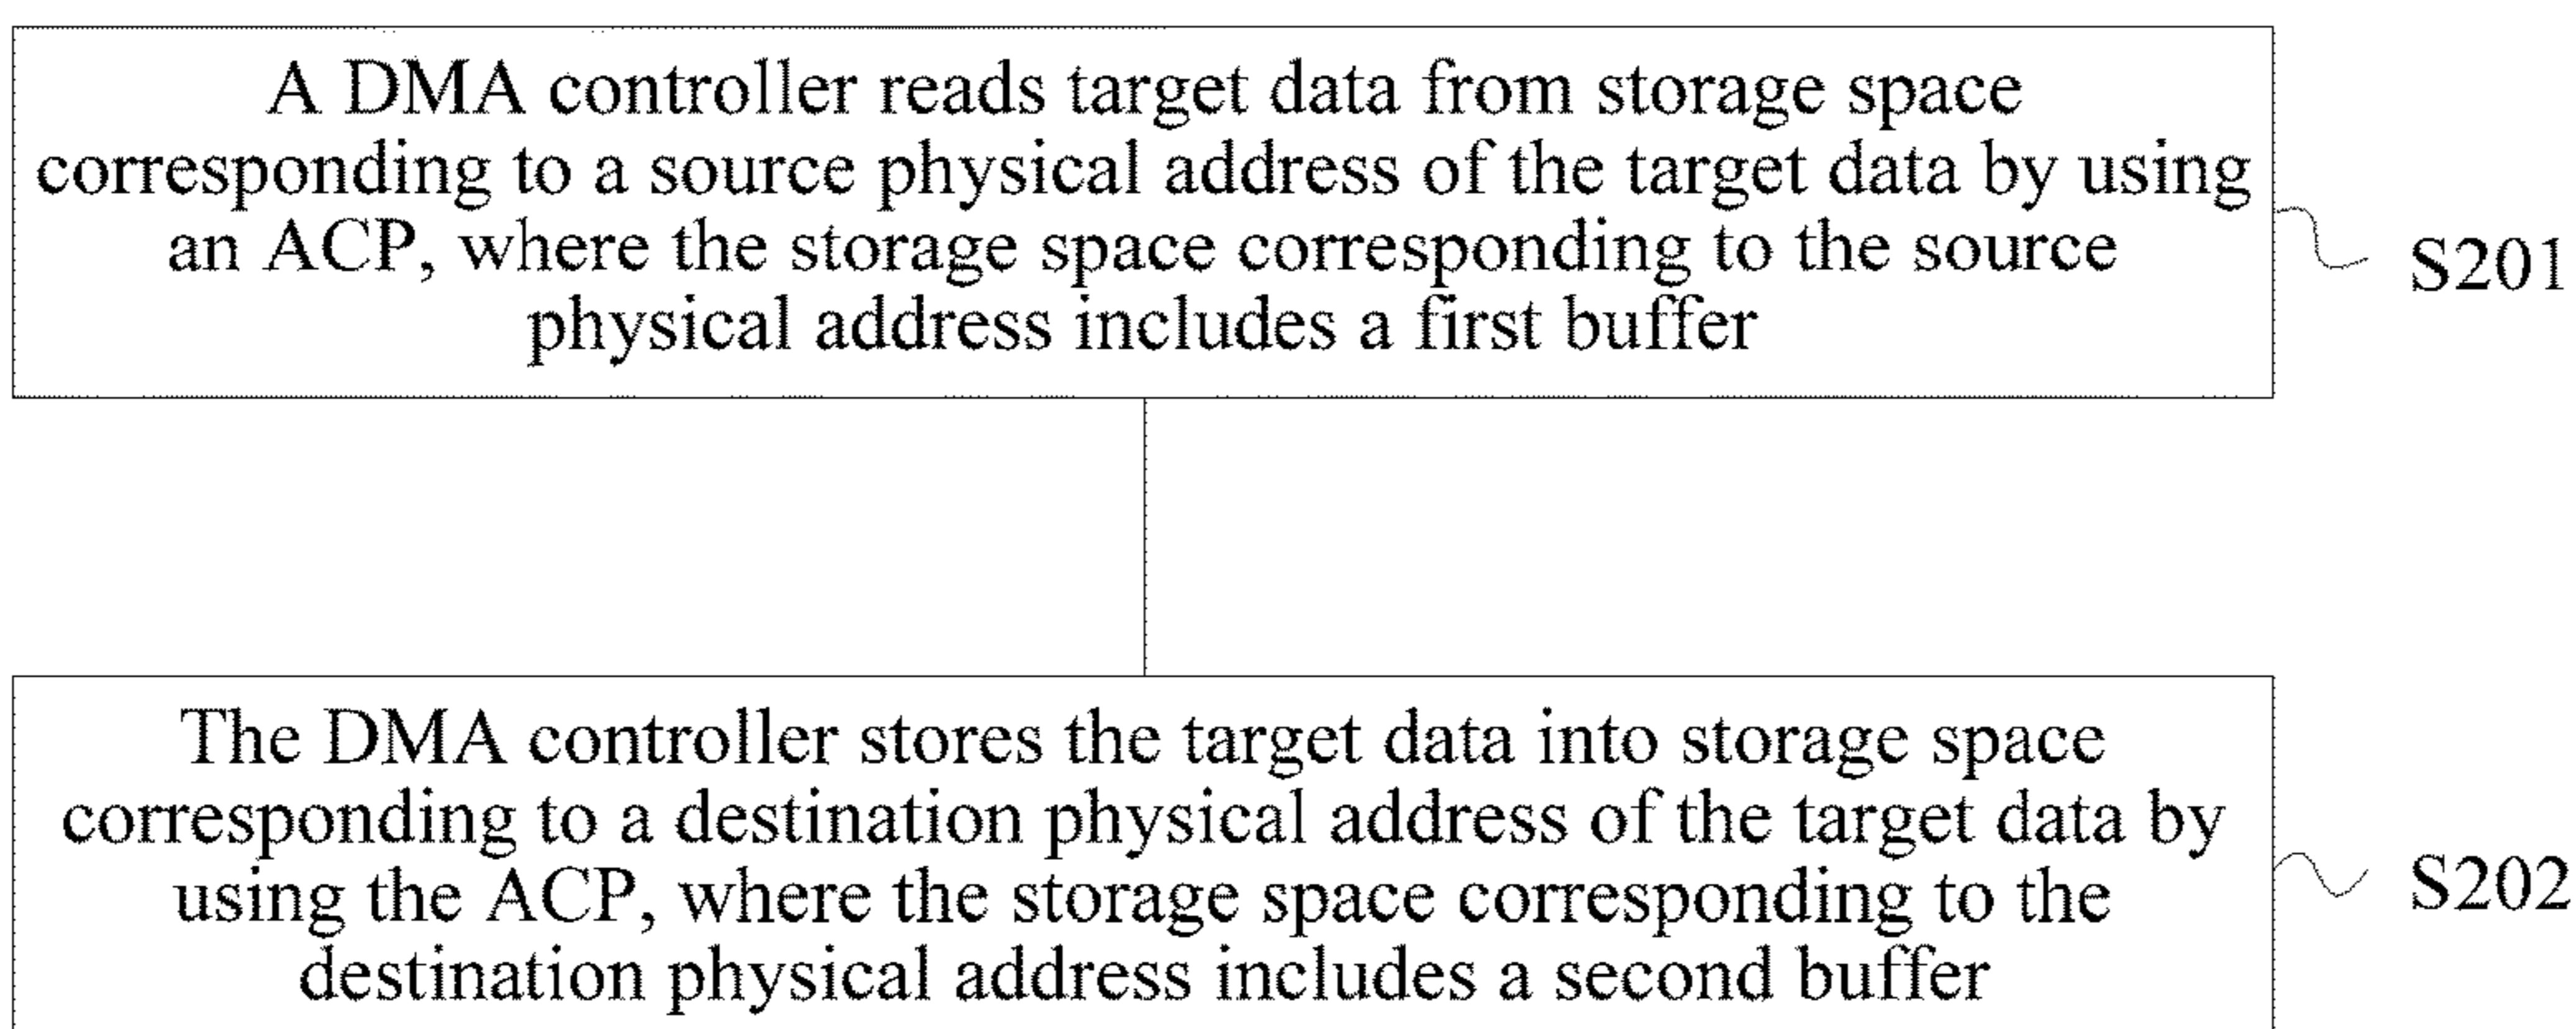 A DMA controller reads target data from storage space
corresponding to a source physical address of the target data by using
an ACP, where the storage space corresponding to the source
physical address includes a first buffer
S201
The DMA controller stores the target data into storage space
corresponding to a destination physical address of the target data by
using the ACP, where the storage space corresponding to the
destination physical address includes a second buffer
S202